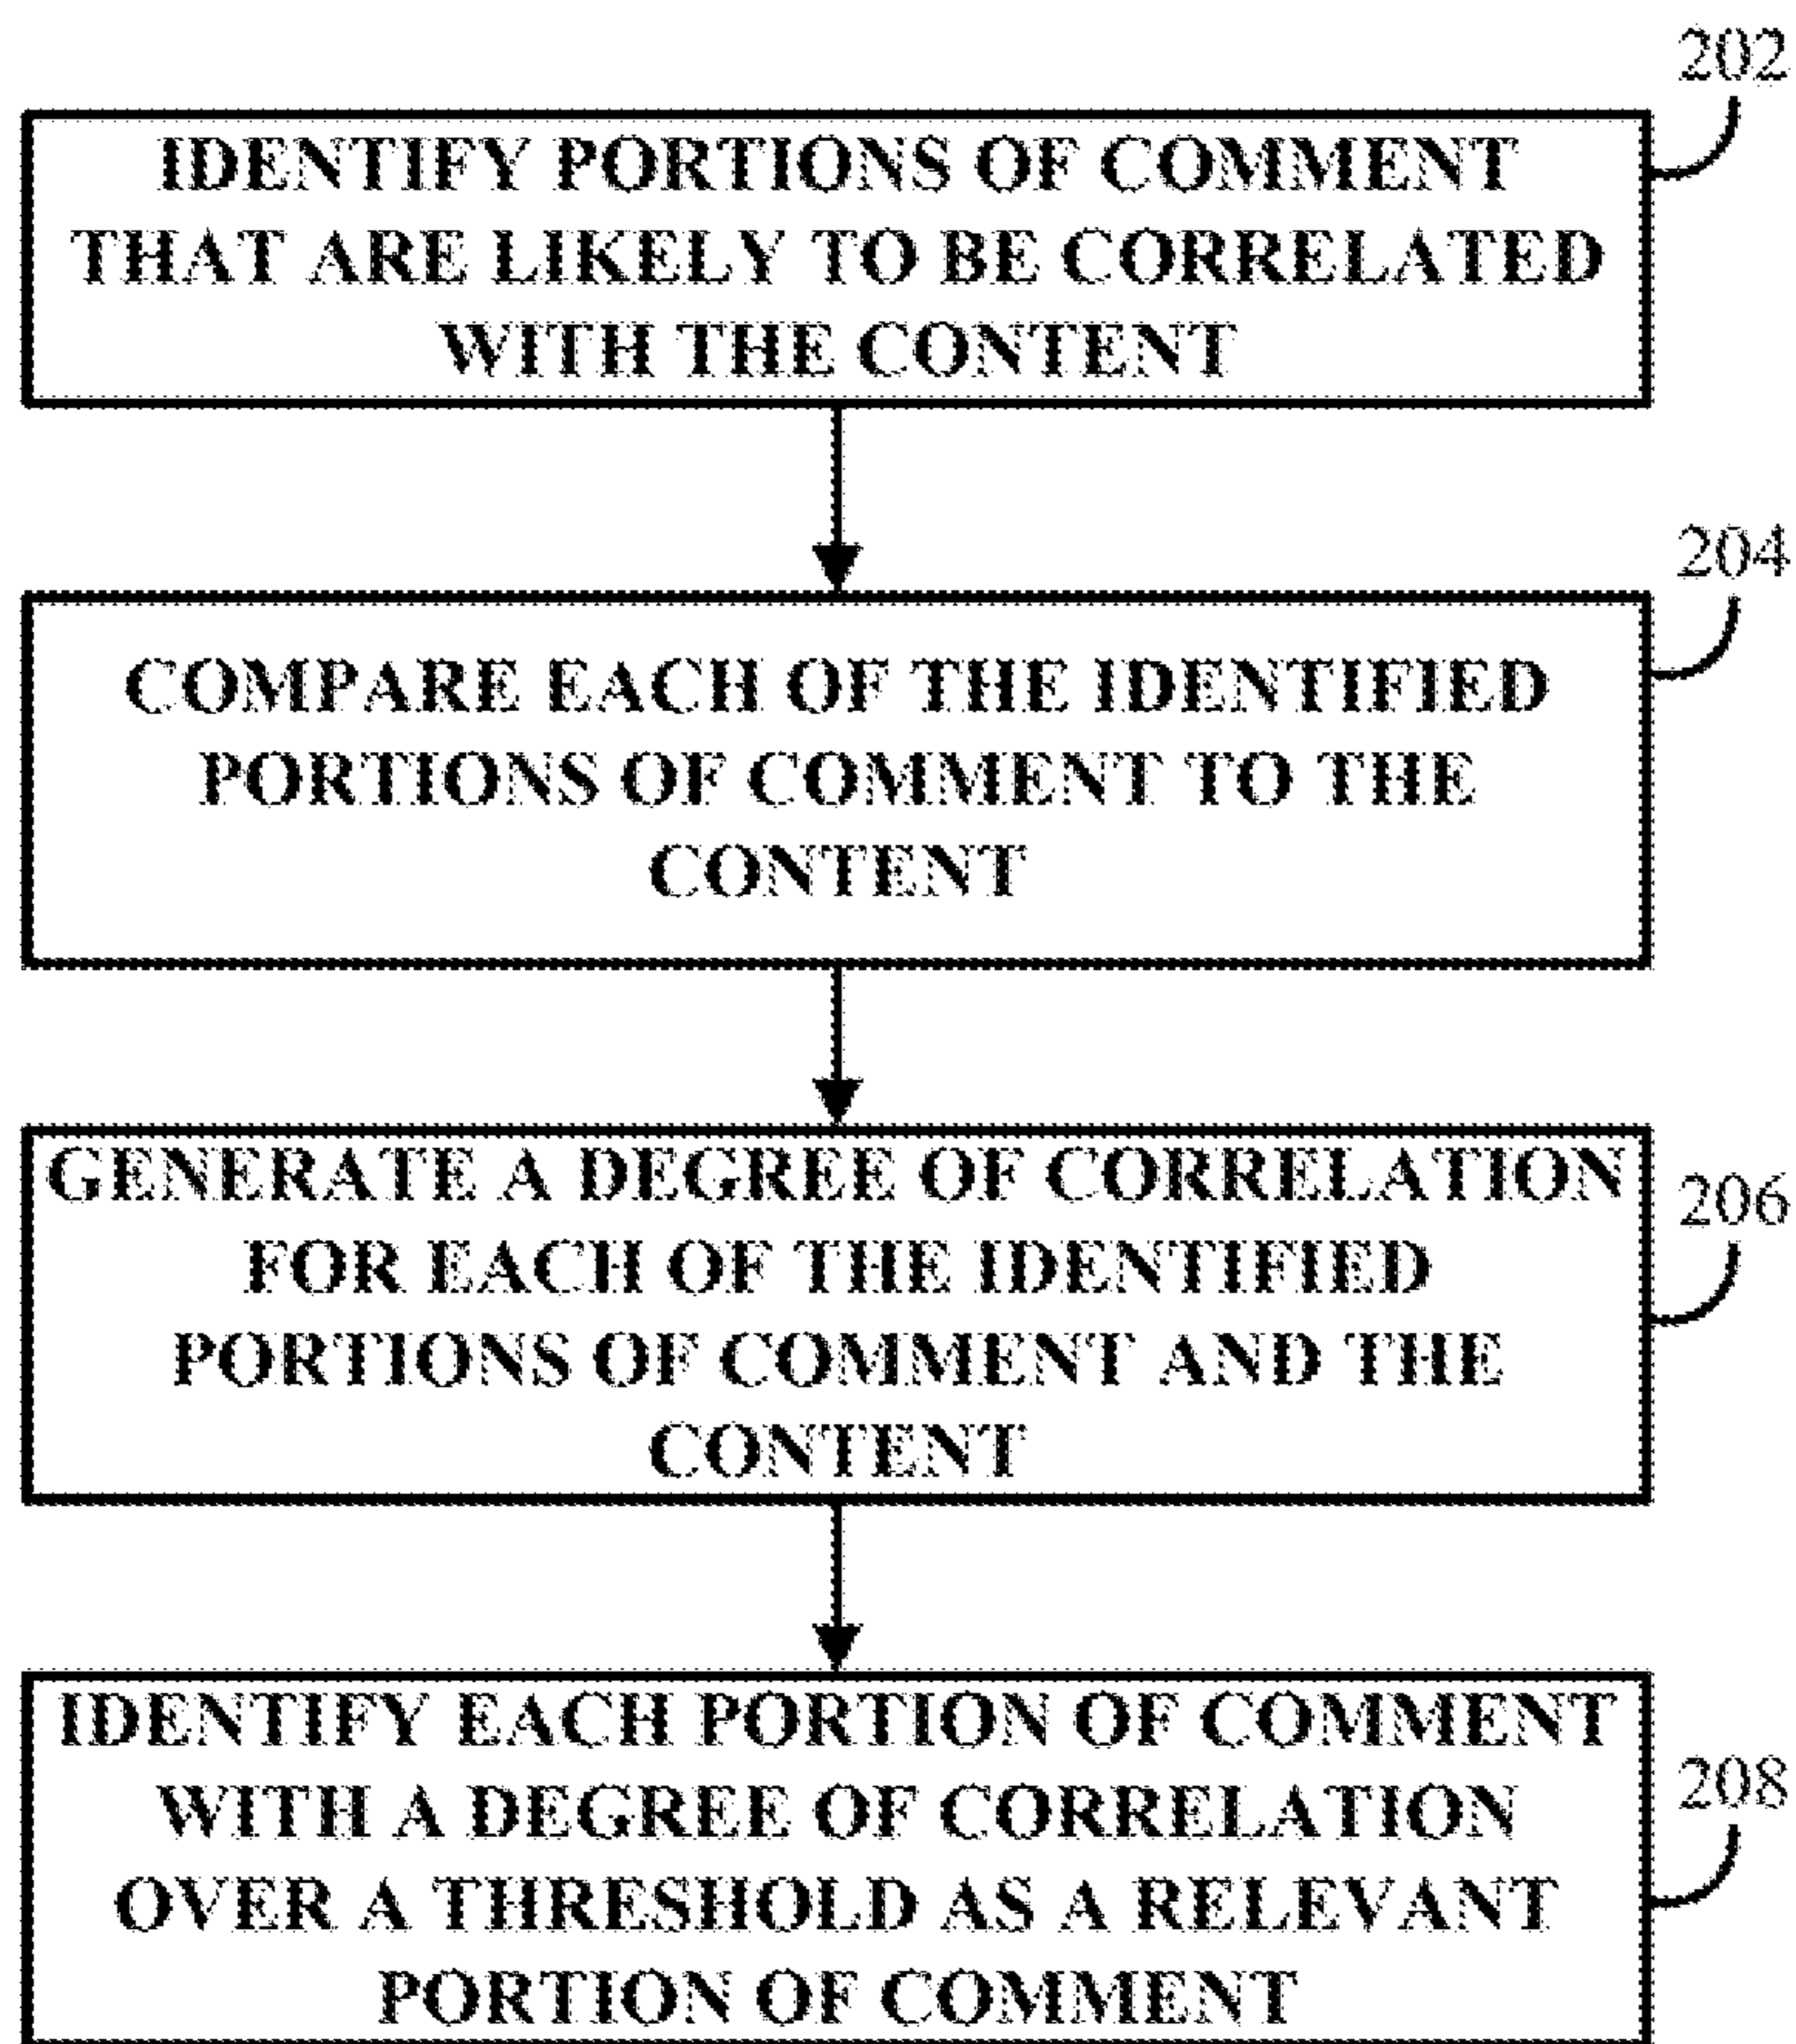 202
IDENTIFY PORTIONS OF COMMENT
THAT ARE LIKELY TO BE CORRELATED
WITH THE CONTENT
204
COMPARE EACH OF THE IDENTIFIED
PORTIONS OF COMMENT TO THE
CONTENT
GENERATE A DEGREE OF CORRELATION
206
FOR EACH OF THE IDENTIFIED
PORTIONS OF COMMENT AND THE
CONTENT
IDENTIFY EACH PORTION OF COMMENT
208
WITH A DEGREE OF CORRELATION
OVER A THRESHOLD AS A RELEVANT
PORTION OF COMMENT